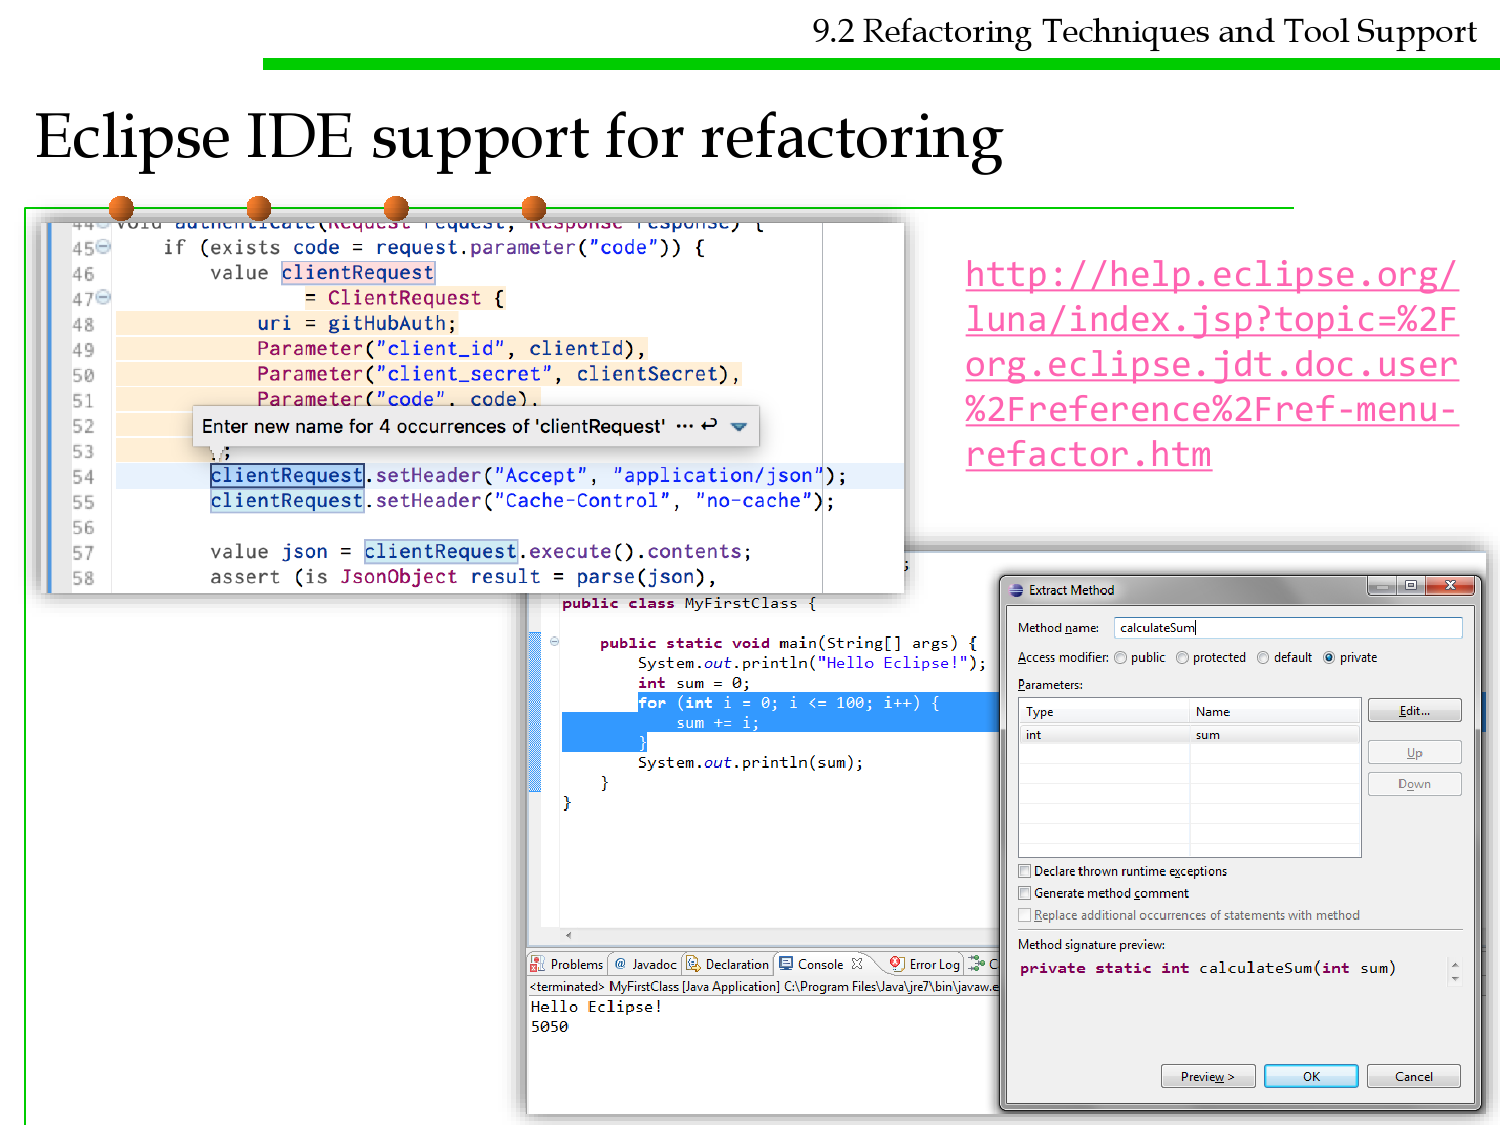 9.2 Refactoring Techniques and Tool Support
Eclipse IDE support for refactoring
44 void authenticate(Request request, Response response) {
45 if (exists code = request.parameter("code")) {
46 value clientRequest
47 = ClientRequest {
48 uri = gitHubAuth;
49 Parameter("client_id", clientId),
50 Parameter("client_secret", clientSecret),
51 Parameter("code", code),
52
Enter new name for 4 occurrences of 'clientRequest' ··· ↩
53 };
54 clientRequest.setHeader("Accept", "application/json");
55 clientRequest.setHeader("Cache-Control", "no-cache");
56
57 value json = clientRequest.execute().contents;
58 assert (is JsonObject result = parse(json),
http://help.eclipse.org/
luna/index.jsp?topic=%2F
org.eclipse.jdt.doc.user
%2Freference%2Fref-menu-
refactor.htm
;
public class MyFirstClass {
public static void main(String[] args) {
System.out.println("Hello Eclipse!");
int sum = 0;
for (int i = 0; i <= 100; i++) {
sum += i;
}
System.out.println(sum);
}
}
Problems @ Javadoc Declaration Console Error Log C
<terminated> MyFirstClass [Java Application] C:\Program Files\Java\jre7\bin\javaw.e
Hello Eclipse!
5050
Extract Method
Method name: calculateSum
Access modifier: public protected default private
Parameters:
Type Name
int sum
Edit...
Up
Down
Declare thrown runtime exceptions
Generate method comment
Replace additional occurrences of statements with method
Method signature preview:
private static int calculateSum(int sum)
Preview > OK Cancel